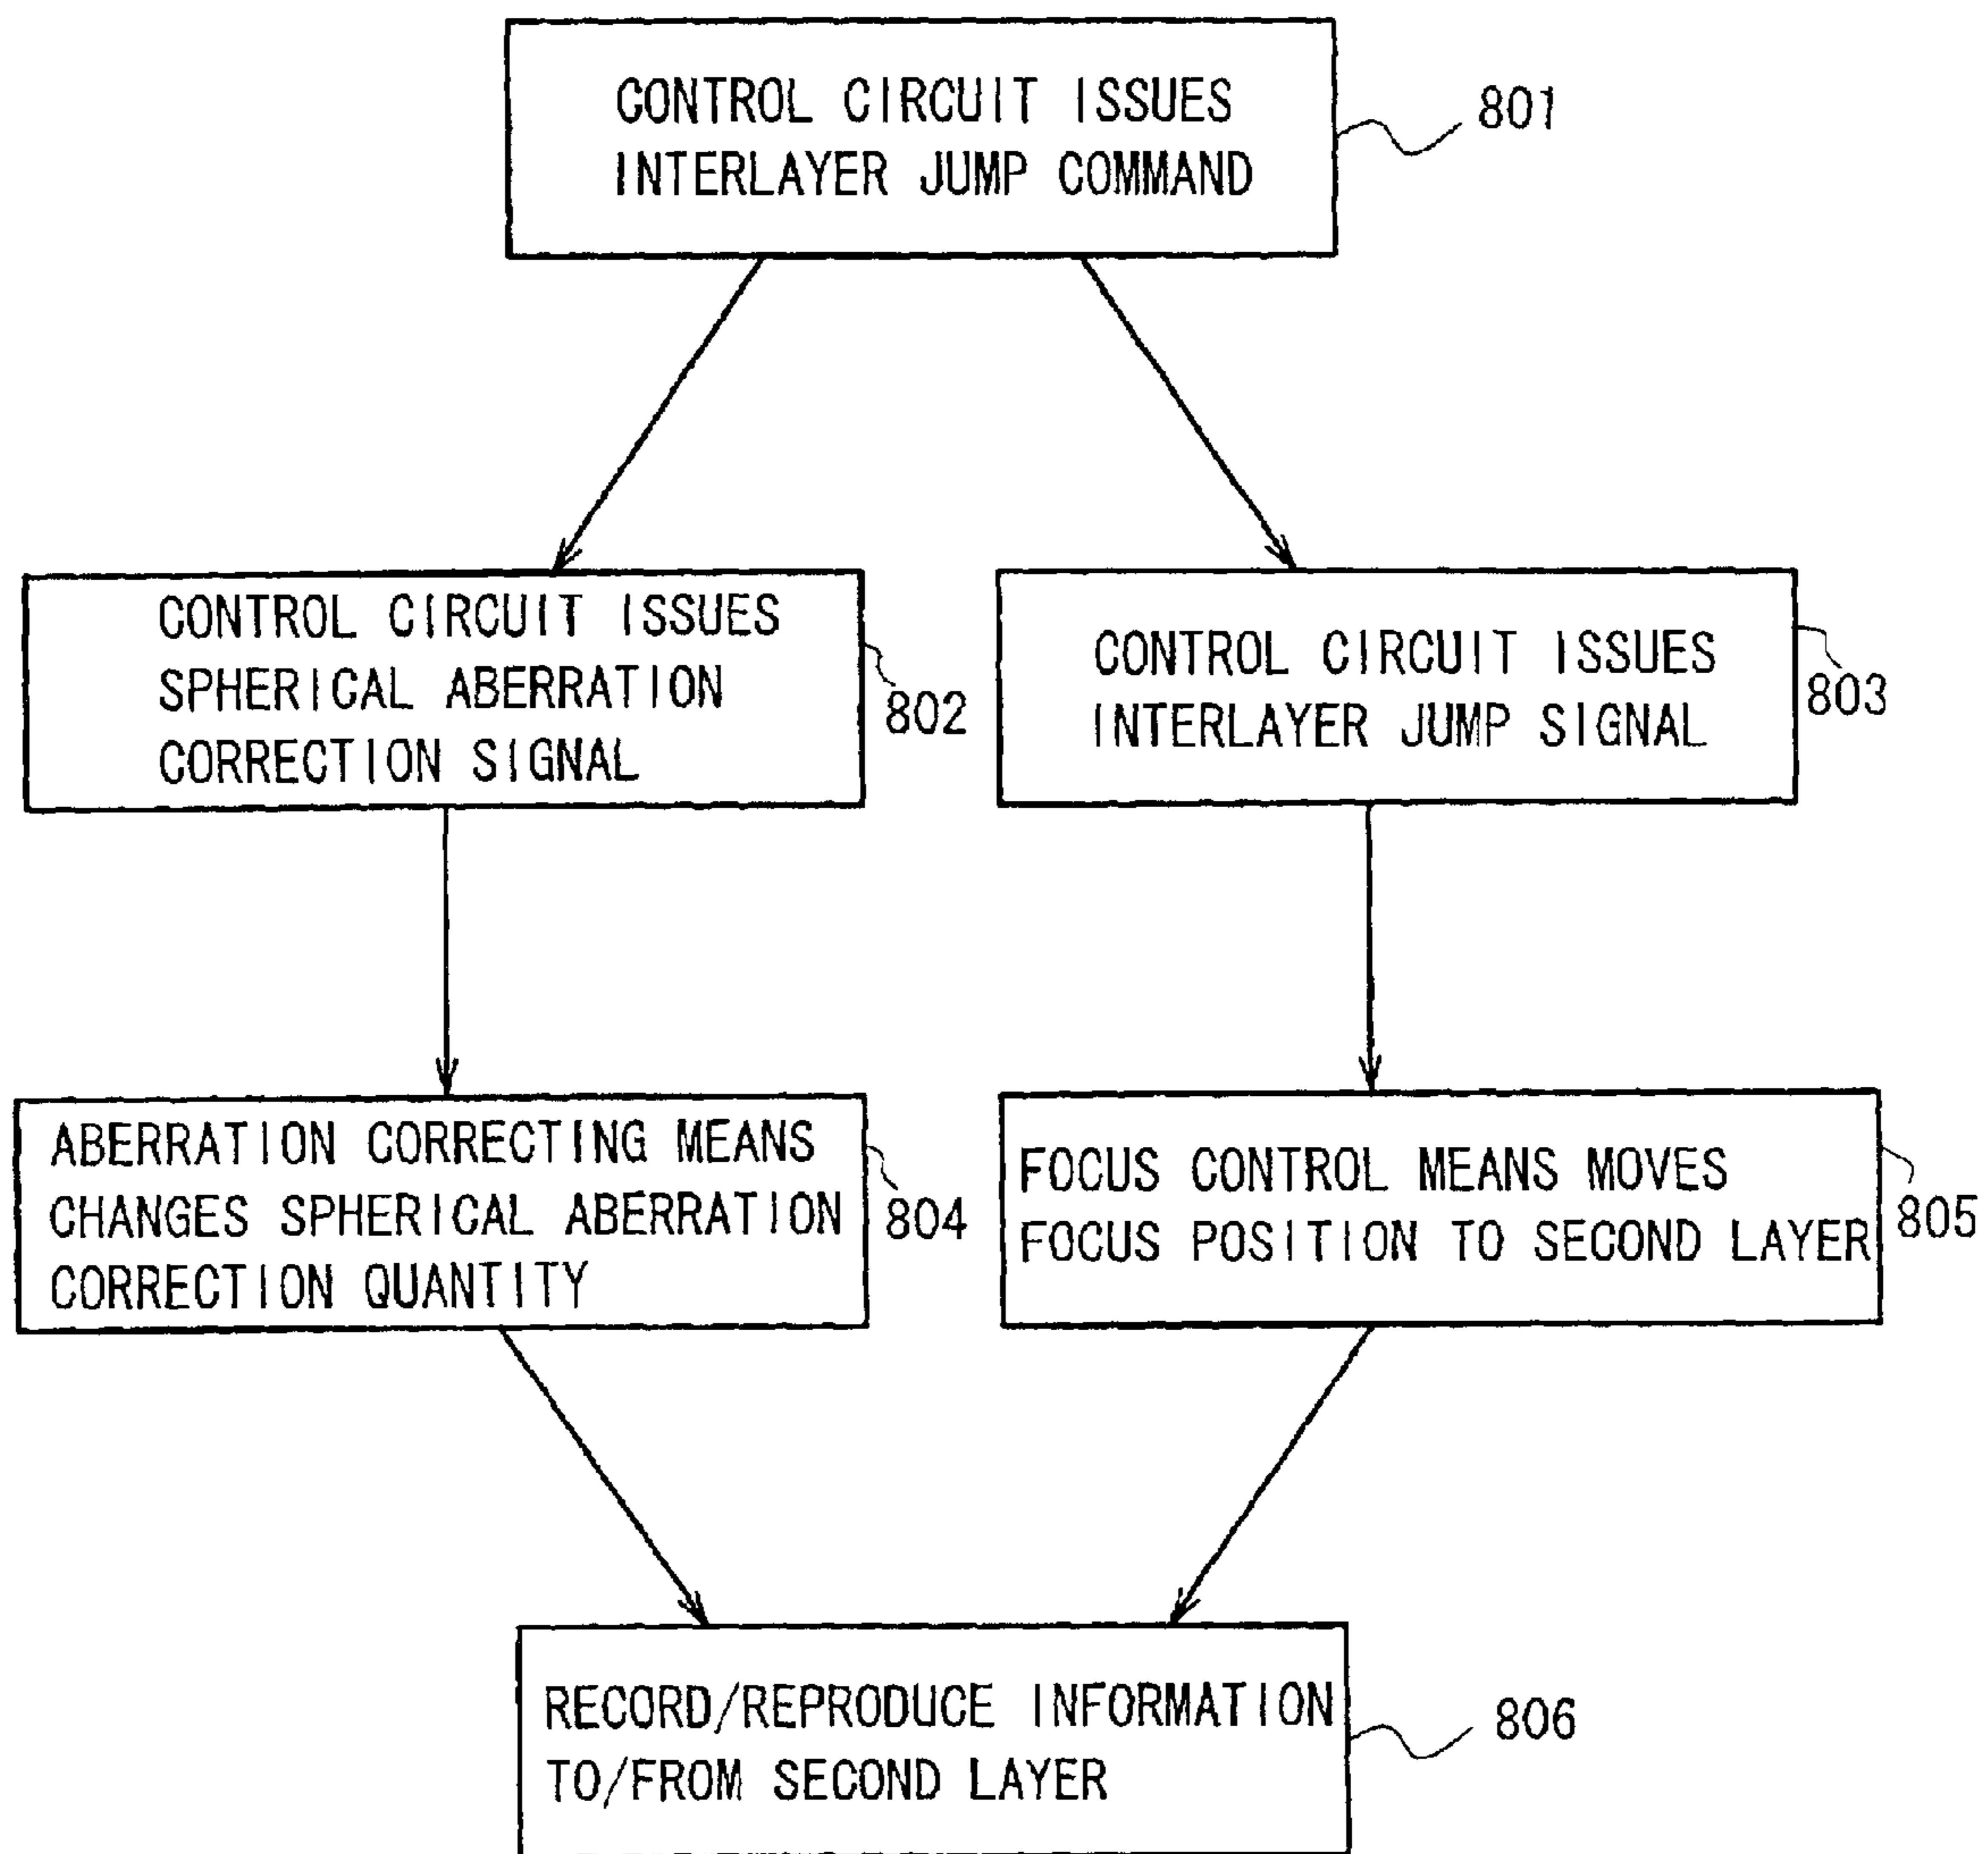 CONTROL CIRCUIT ISSUES
INTERLAYER JUMP COMMAND
801
CONTROL CIRCUIT ISSUES
SPHERICAL ABERRATION
CORRECTION SIGNAL
802
CONTROL CIRCUIT ISSUES
INTERLAYER JUMP SIGNAL
803
ABERRATION CORRECTING MEANS
CHANGES SPHERICAL ABERRATION
CORRECTION QUANTITY
804
FOCUS CONTROL MEANS MOVES
FOCUS POSITION TO SECOND LAYER
805
RECORD/REPRODUCE INFORMATION
TO/FROM SECOND LAYER
806